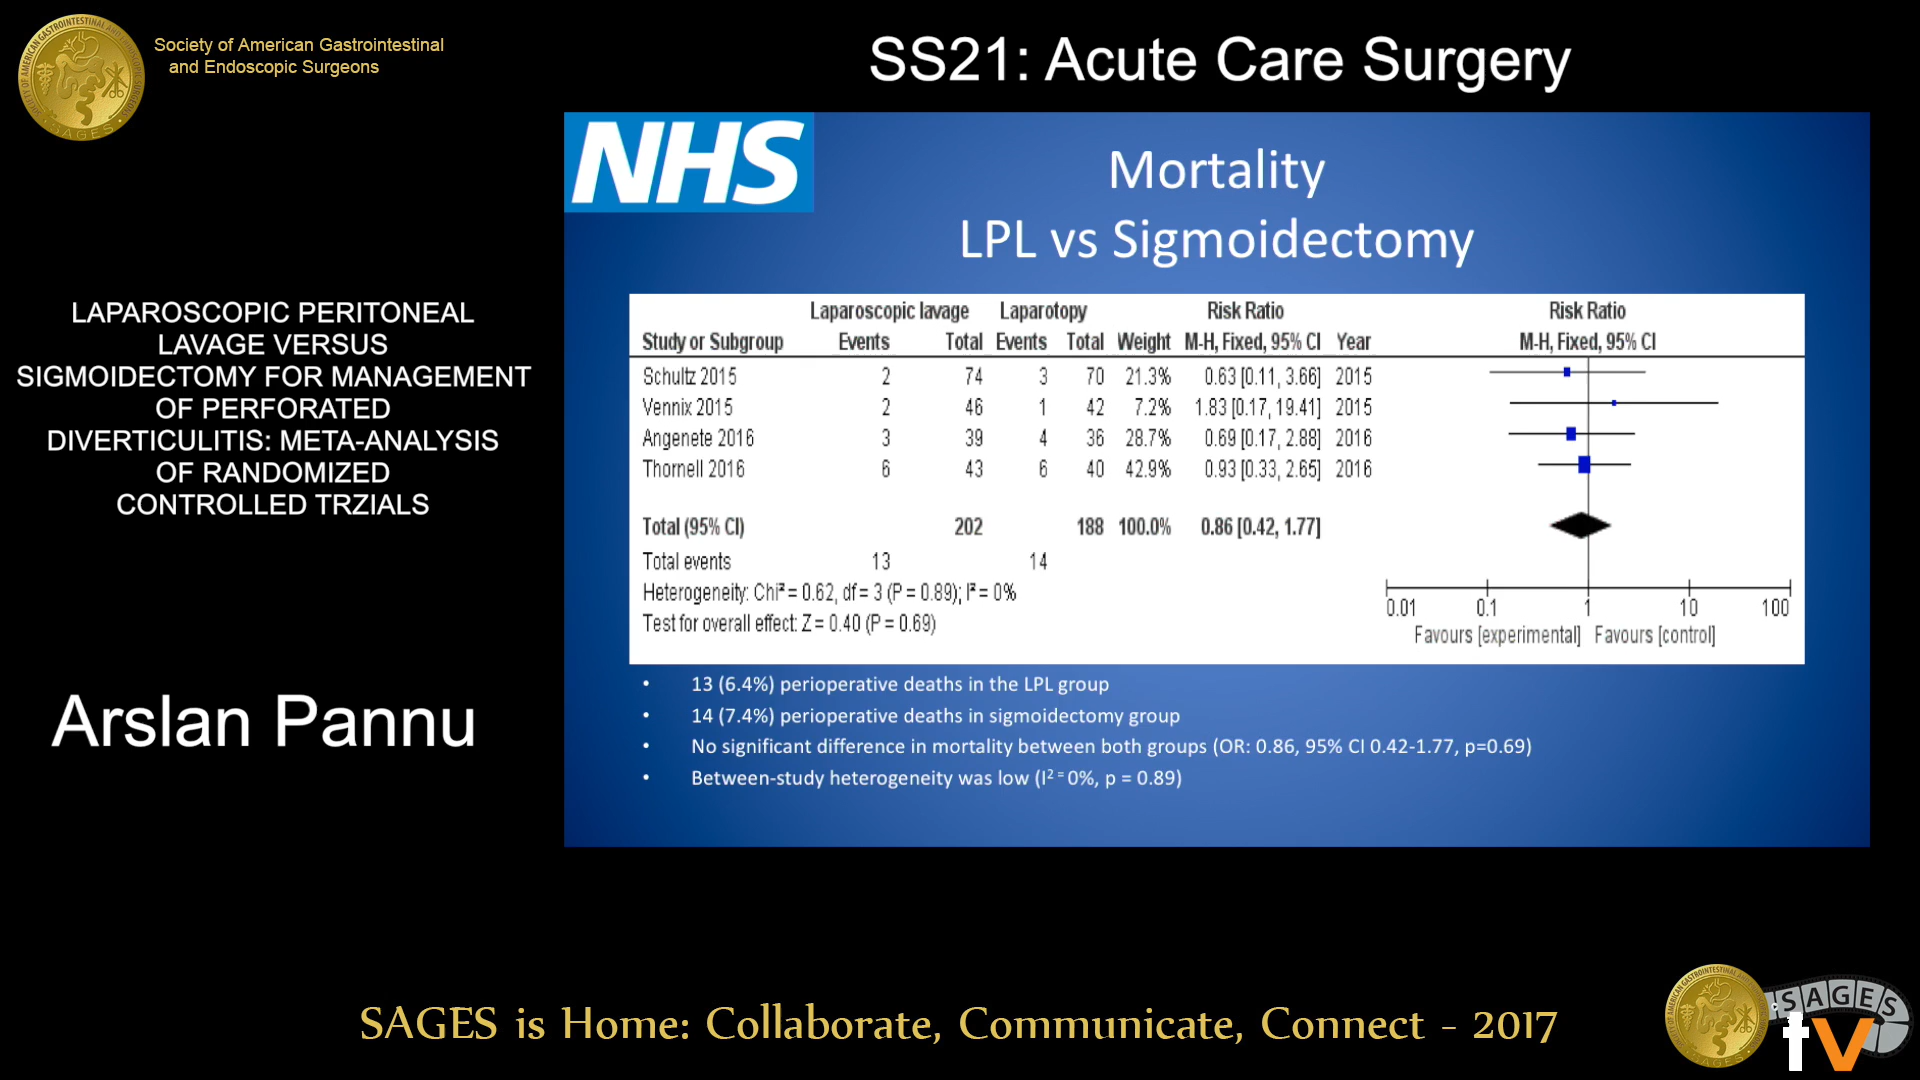 Society of American Gastrointestinal
and Endoscopic Surgeons
SS21: Acute Care Surgery
LAPAROSCOPIC PERITONEAL
LAVAGE VERSUS
SIGMOIDECTOMY FOR MANAGEMENT
OF PERFORATED
DIVERTICULITIS: META-ANALYSIS
OF RANDOMIZED
CONTROLLED TRZIALS
Arslan Pannu
NHS
Mortality
LPL vs Sigmoidectomy
Laparoscopic lavage Laparotopy Risk Ratio Risk Ratio
Study or Subgroup Events Total Events Total Weight M-H, Fixed, 95% CI Year M-H, Fixed, 95% CI
Schultz 2015 2 74 3 70 21.3% 0.63 [0.11, 3.66] 2015
Vennix 2015 2 46 1 42 7.2% 1.83 [0.17, 19.41] 2015
Angenete 2016 3 39 4 36 28.7% 0.69 [0.17, 2.88] 2016
Thornell 2016 6 43 6 40 42.9% 0.93 [0.33, 2.65] 2016
Total (95% CI) 202 188 100.0% 0.86 [0.42, 1.77]
Total events 13 14
Heterogeneity: Chi² = 0.62, df = 3 (P = 0.89); I² = 0%
Test for overall effect: Z = 0.40 (P = 0.69)
0.01 0.1 1 10 100
Favours [experimental] Favours [control]
• 13 (6.4%) perioperative deaths in the LPL group
• 14 (7.4%) perioperative deaths in sigmoidectomy group
• No significant difference in mortality between both groups (OR: 0.86, 95% CI 0.42-1.77, p=0.69)
• Between-study heterogeneity was low (I² = 0%, p = 0.89)
SAGES is Home: Collaborate, Communicate, Connect - 2017
SAGES
tv